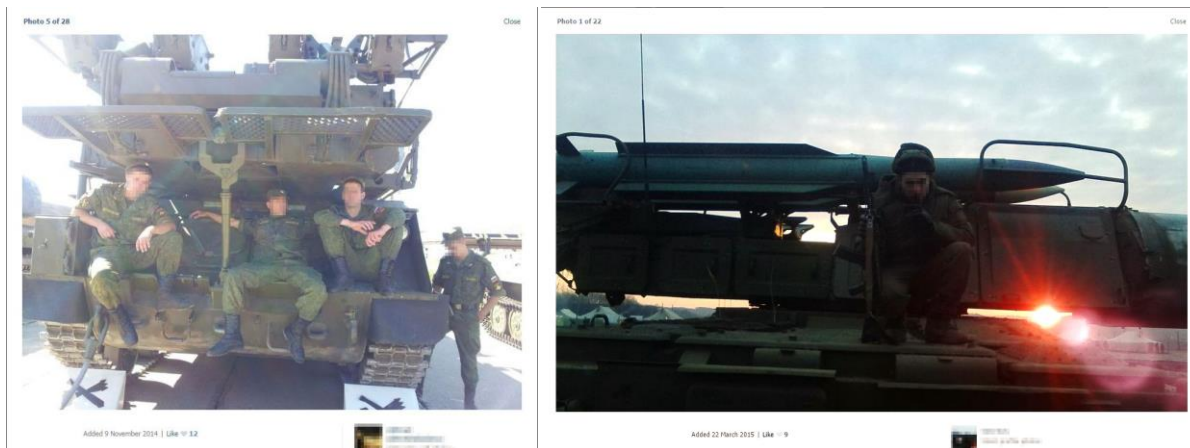 Photo 5 of 28
Close
Added 9 November 2014 | Like 12
Photo 1 of 22
Close
Added 22 March 2015 | Like 9